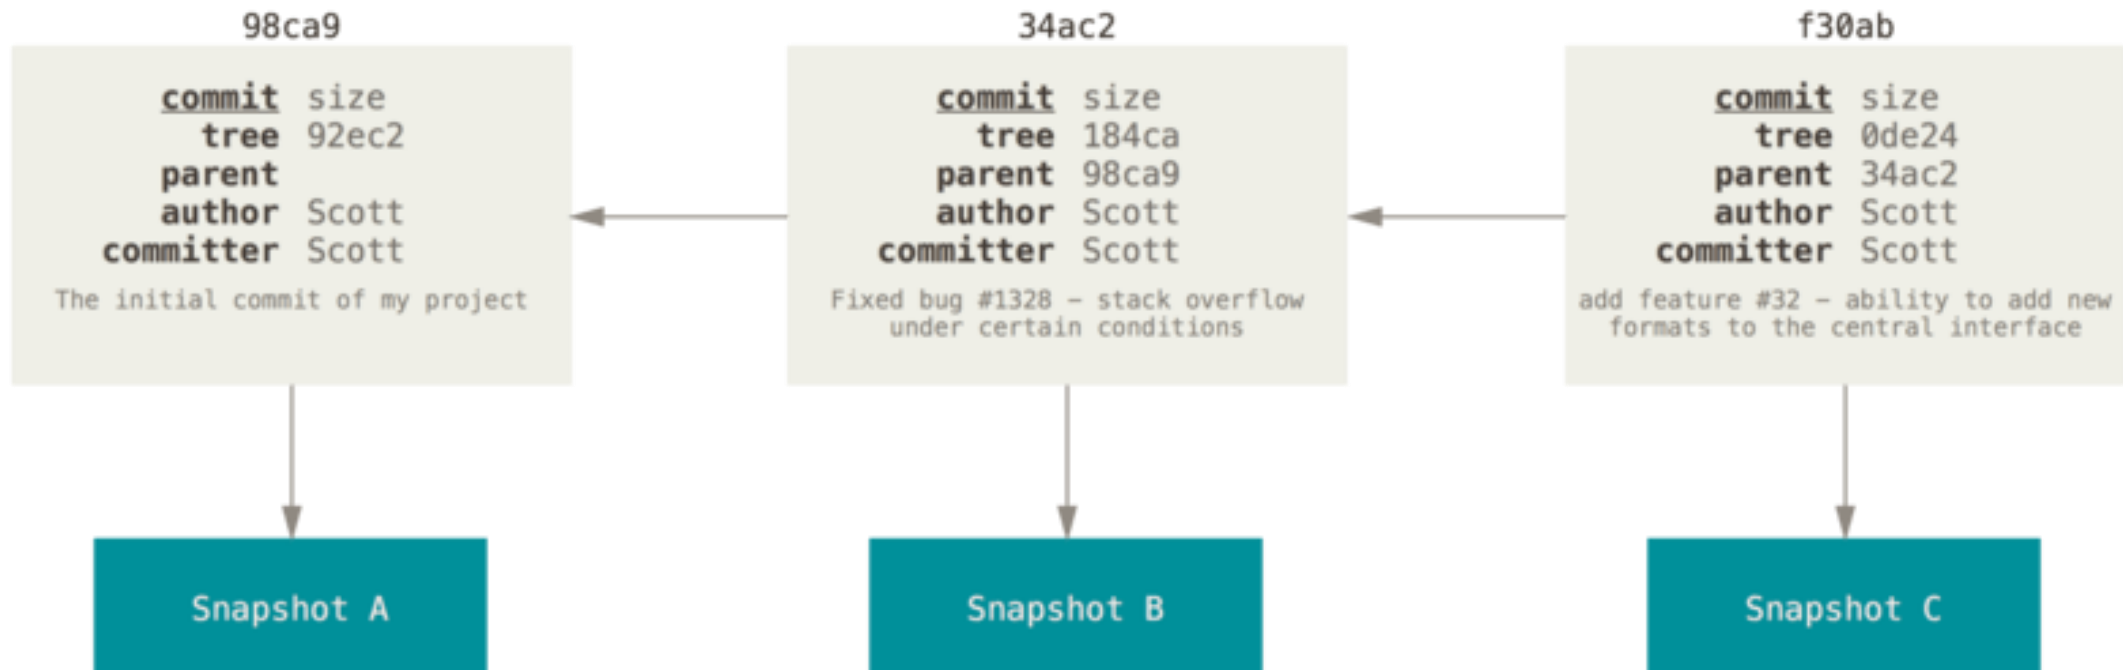 98ca9
commit size
tree 92ec2
parent
author Scott
committer Scott
The initial commit of my project
Snapshot A
34ac2
commit size
tree 184ca
parent 98ca9
author Scott
committer Scott
Fixed bug #1328 – stack overflow
under certain conditions
Snapshot B
f30ab
commit size
tree 0de24
parent 34ac2
author Scott
committer Scott
add feature #32 – ability to add new
formats to the central interface
Snapshot C